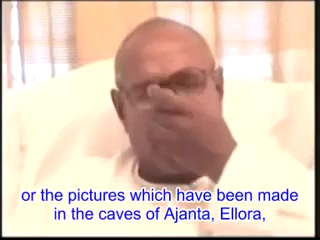 or the pictures which have been made
in the caves of Ajanta, Ellora,